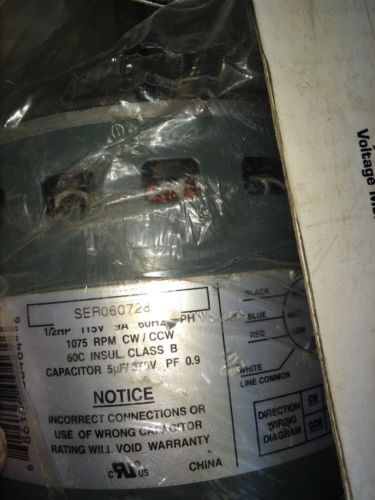 SER060728
1/2HP 115V 9A 60HZ PH
1075 RPM CW/CCW
60C INSUL. CLASS B
CAPACITOR 5µF/370V PF 0.9
NOTICE
INCORRECT CONNECTIONS OR
USE OF WRONG CAPACITOR
RATING WILL VOID WARRANTY
c US
CHINA
BLACK
BLUE
RED
LOW
WHITE
LINE COMMON
DIRECTION
WIRING
DIAGRAM
CW
CCW
Voltage